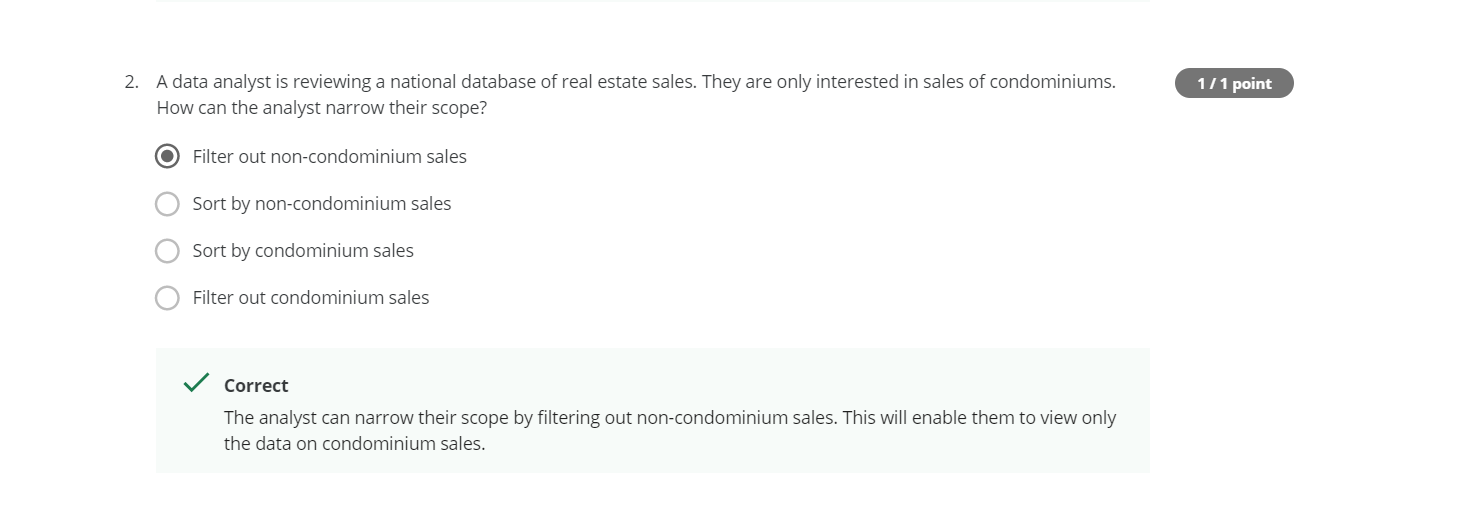 2. A data analyst is reviewing a national database of real estate sales. They are only interested in sales of condominiums.
How can the analyst narrow their scope?
1 / 1 point
Filter out non-condominium sales
Sort by non-condominium sales
Sort by condominium sales
Filter out condominium sales
Correct
The analyst can narrow their scope by filtering out non-condominium sales. This will enable them to view only
the data on condominium sales.